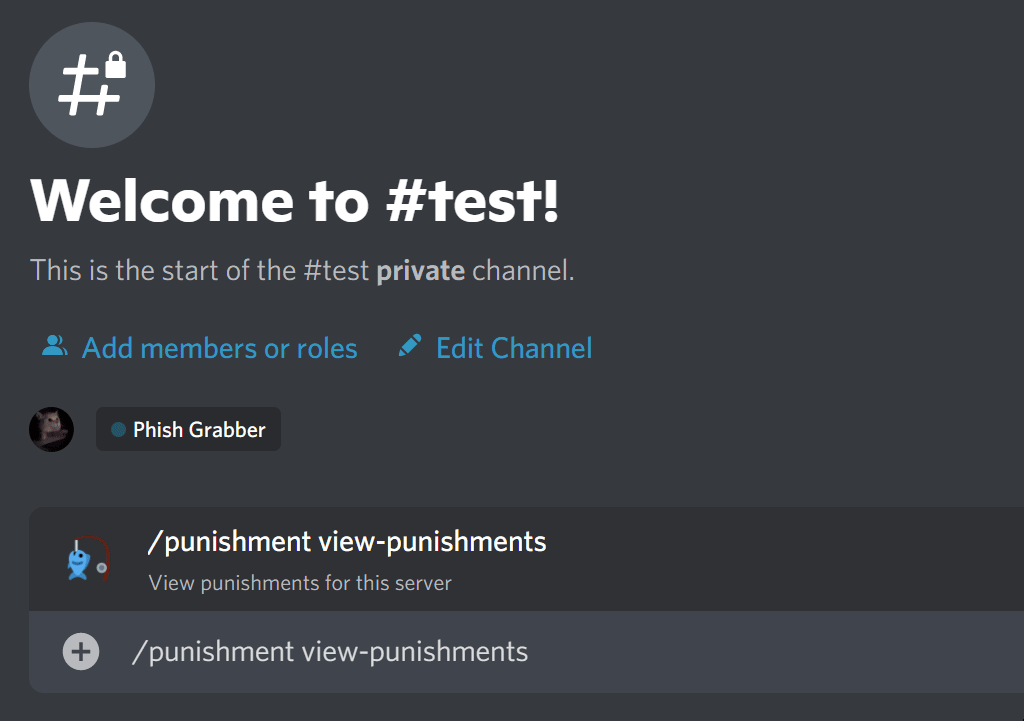 Welcome to #test!
This is the start of the #test private channel.
Add members or roles Edit Channel
Phish Grabber
/punishment view-punishments
View punishments for this server
/punishment view-punishments